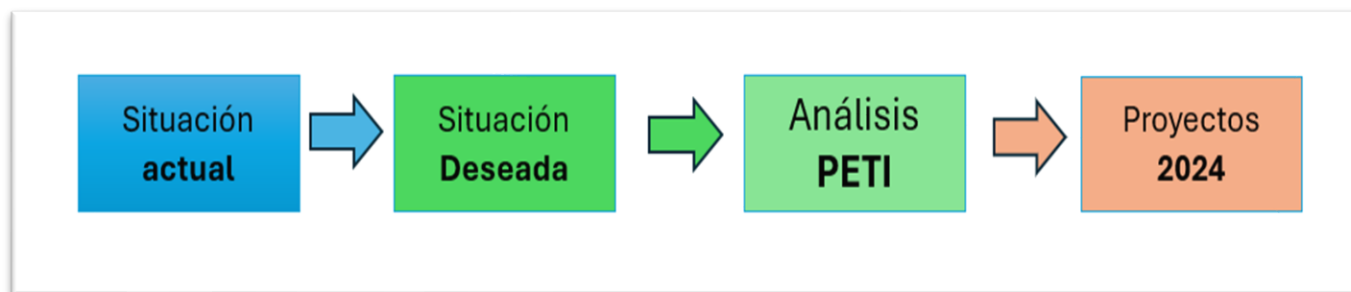 Situación
actual
Situación
Deseada
Análisis
PETI
Proyectos
2024